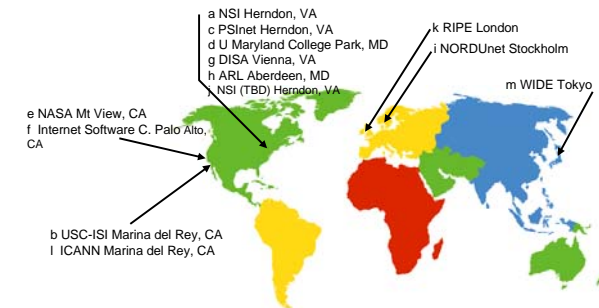 a NSI Herndon, VA
c PSInet Herndon, VA
d U Maryland College Park, MD
g DISA Vienna, VA
h ARL Aberdeen, MD
j NSI (TBD) Herndon, VA
k RIPE London
i NORDUnet Stockholm
m WIDE Tokyo
e NASA Mt View, CA
f Internet Software C. Palo Alto,
CA
b USC-ISI Marina del Rey, CA
l ICANN Marina del Rey, CA